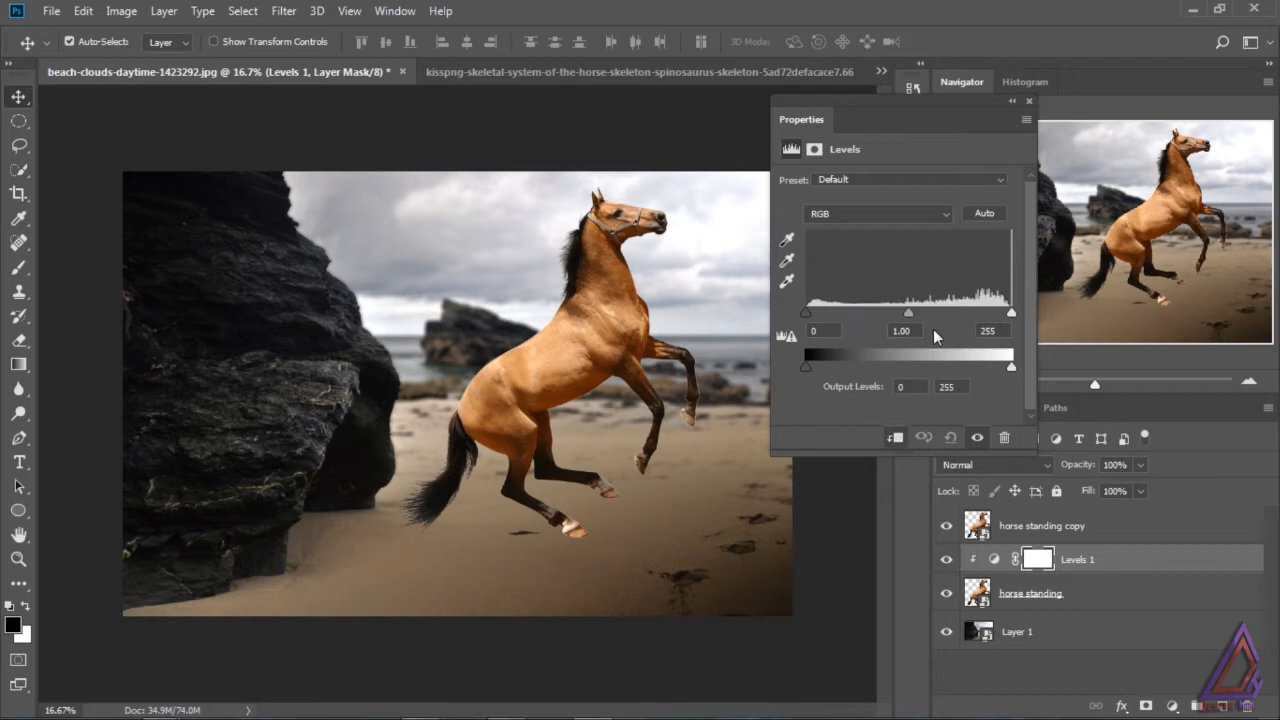 Ps File Edit Image Layer Type Select Filter 3D View Window Help
Auto-Select: Layer Show Transform Controls 3D Mode:
beach-clouds-daytime-1423292.jpg @ 16.7% (Levels 1, Layer Mask/8) * × kisspng-skeletal-system-of-the-horse-skeleton-spinosaurus-skeleton-5ad72defacace7.66
Navigator Histogram
Properties
Levels
Preset: Default
RGB Auto
0 1.00 255
Output Levels: 0 255
Paths
Normal Opacity: 100%
Lock: Fill: 100%
horse standing copy
Levels 1
horse standing
Layer 1
16.67% Doc: 34.9M/74.0M